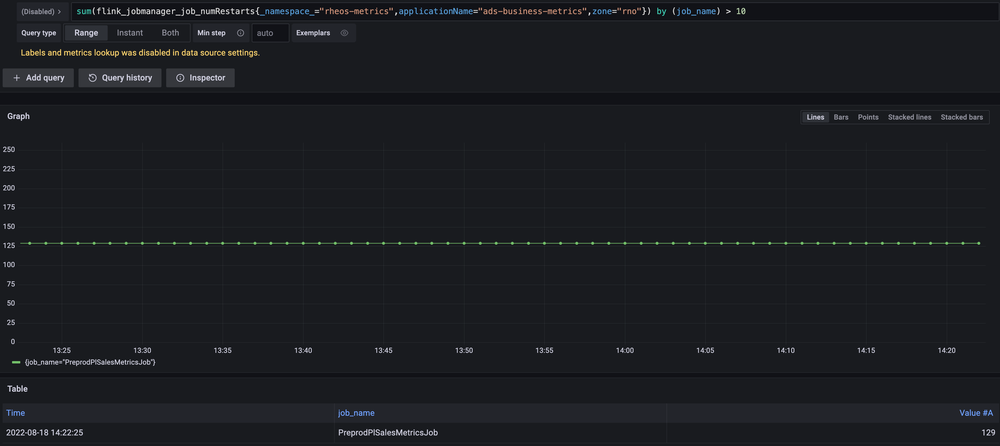 (Disabled) > sum(flink_jobmanager_job_numRestarts{_namespace_="rheos-metrics",applicationName="ads-business-metrics",zone="rno"}) by (job_name) > 10
Query type Range Instant Both Min step auto Exemplars
Labels and metrics lookup was disabled in data source settings.
+ Add query Query history Inspector
Graph Lines Bars Points Stacked lines Stacked bars
250
225
200
175
150
125
100
75
50
25
0
13:25 13:30 13:35 13:40 13:45 13:50 13:55 14:00 14:05 14:10 14:15 14:20
{job_name="PreprodPlSalesMetricsJob"}
Table
Time job_name Value #A
2022-08-18 14:22:25 PreprodPlSalesMetricsJob 129